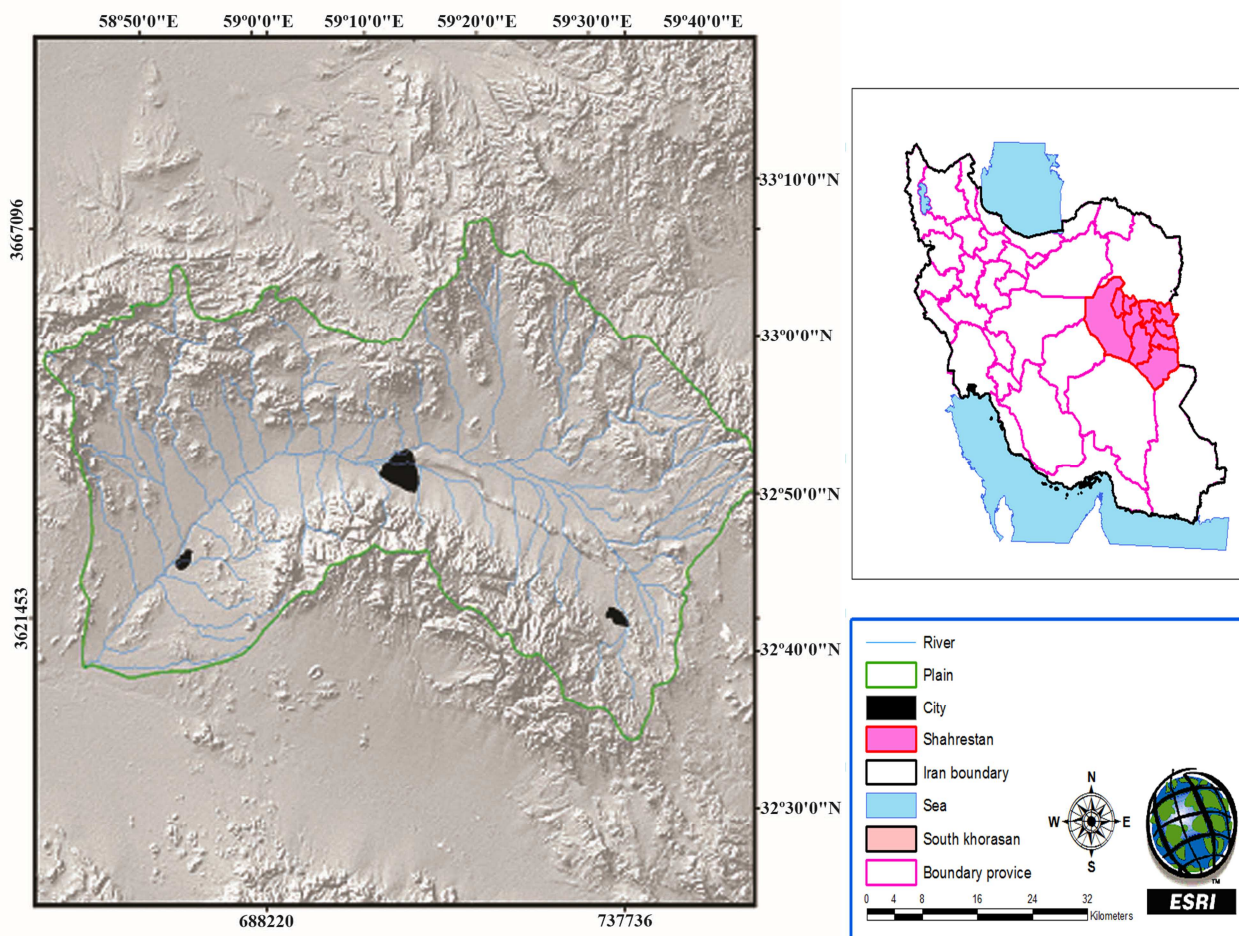 58°50'0"E 59°0'0"E 59°10'0"E 59°20'0"E 59°30'0"E 59°40'0"E
33°10'0"N
3667096
33°0'0"N
32°50'0"N
3621453
32°40'0"N
32°30'0"N
688220 737736
River
Plain
City
Shahrestan
Iran boundary
Sea
South khorasan
Boundary provice
N
W E
S
0 4 8 16 24 32
Kilometers
TM
ESRI